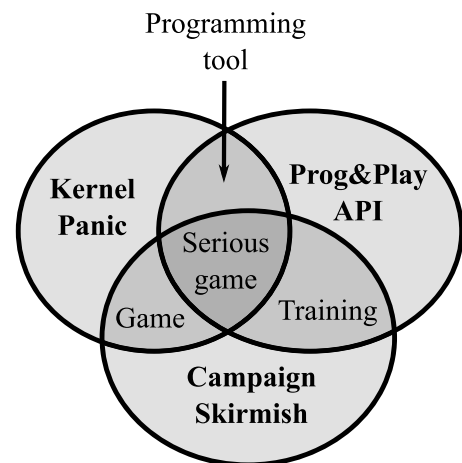 Programming
tool
Kernel
Panic
Prog&Play
API
Serious
game
Game
Training
Campaign
Skirmish